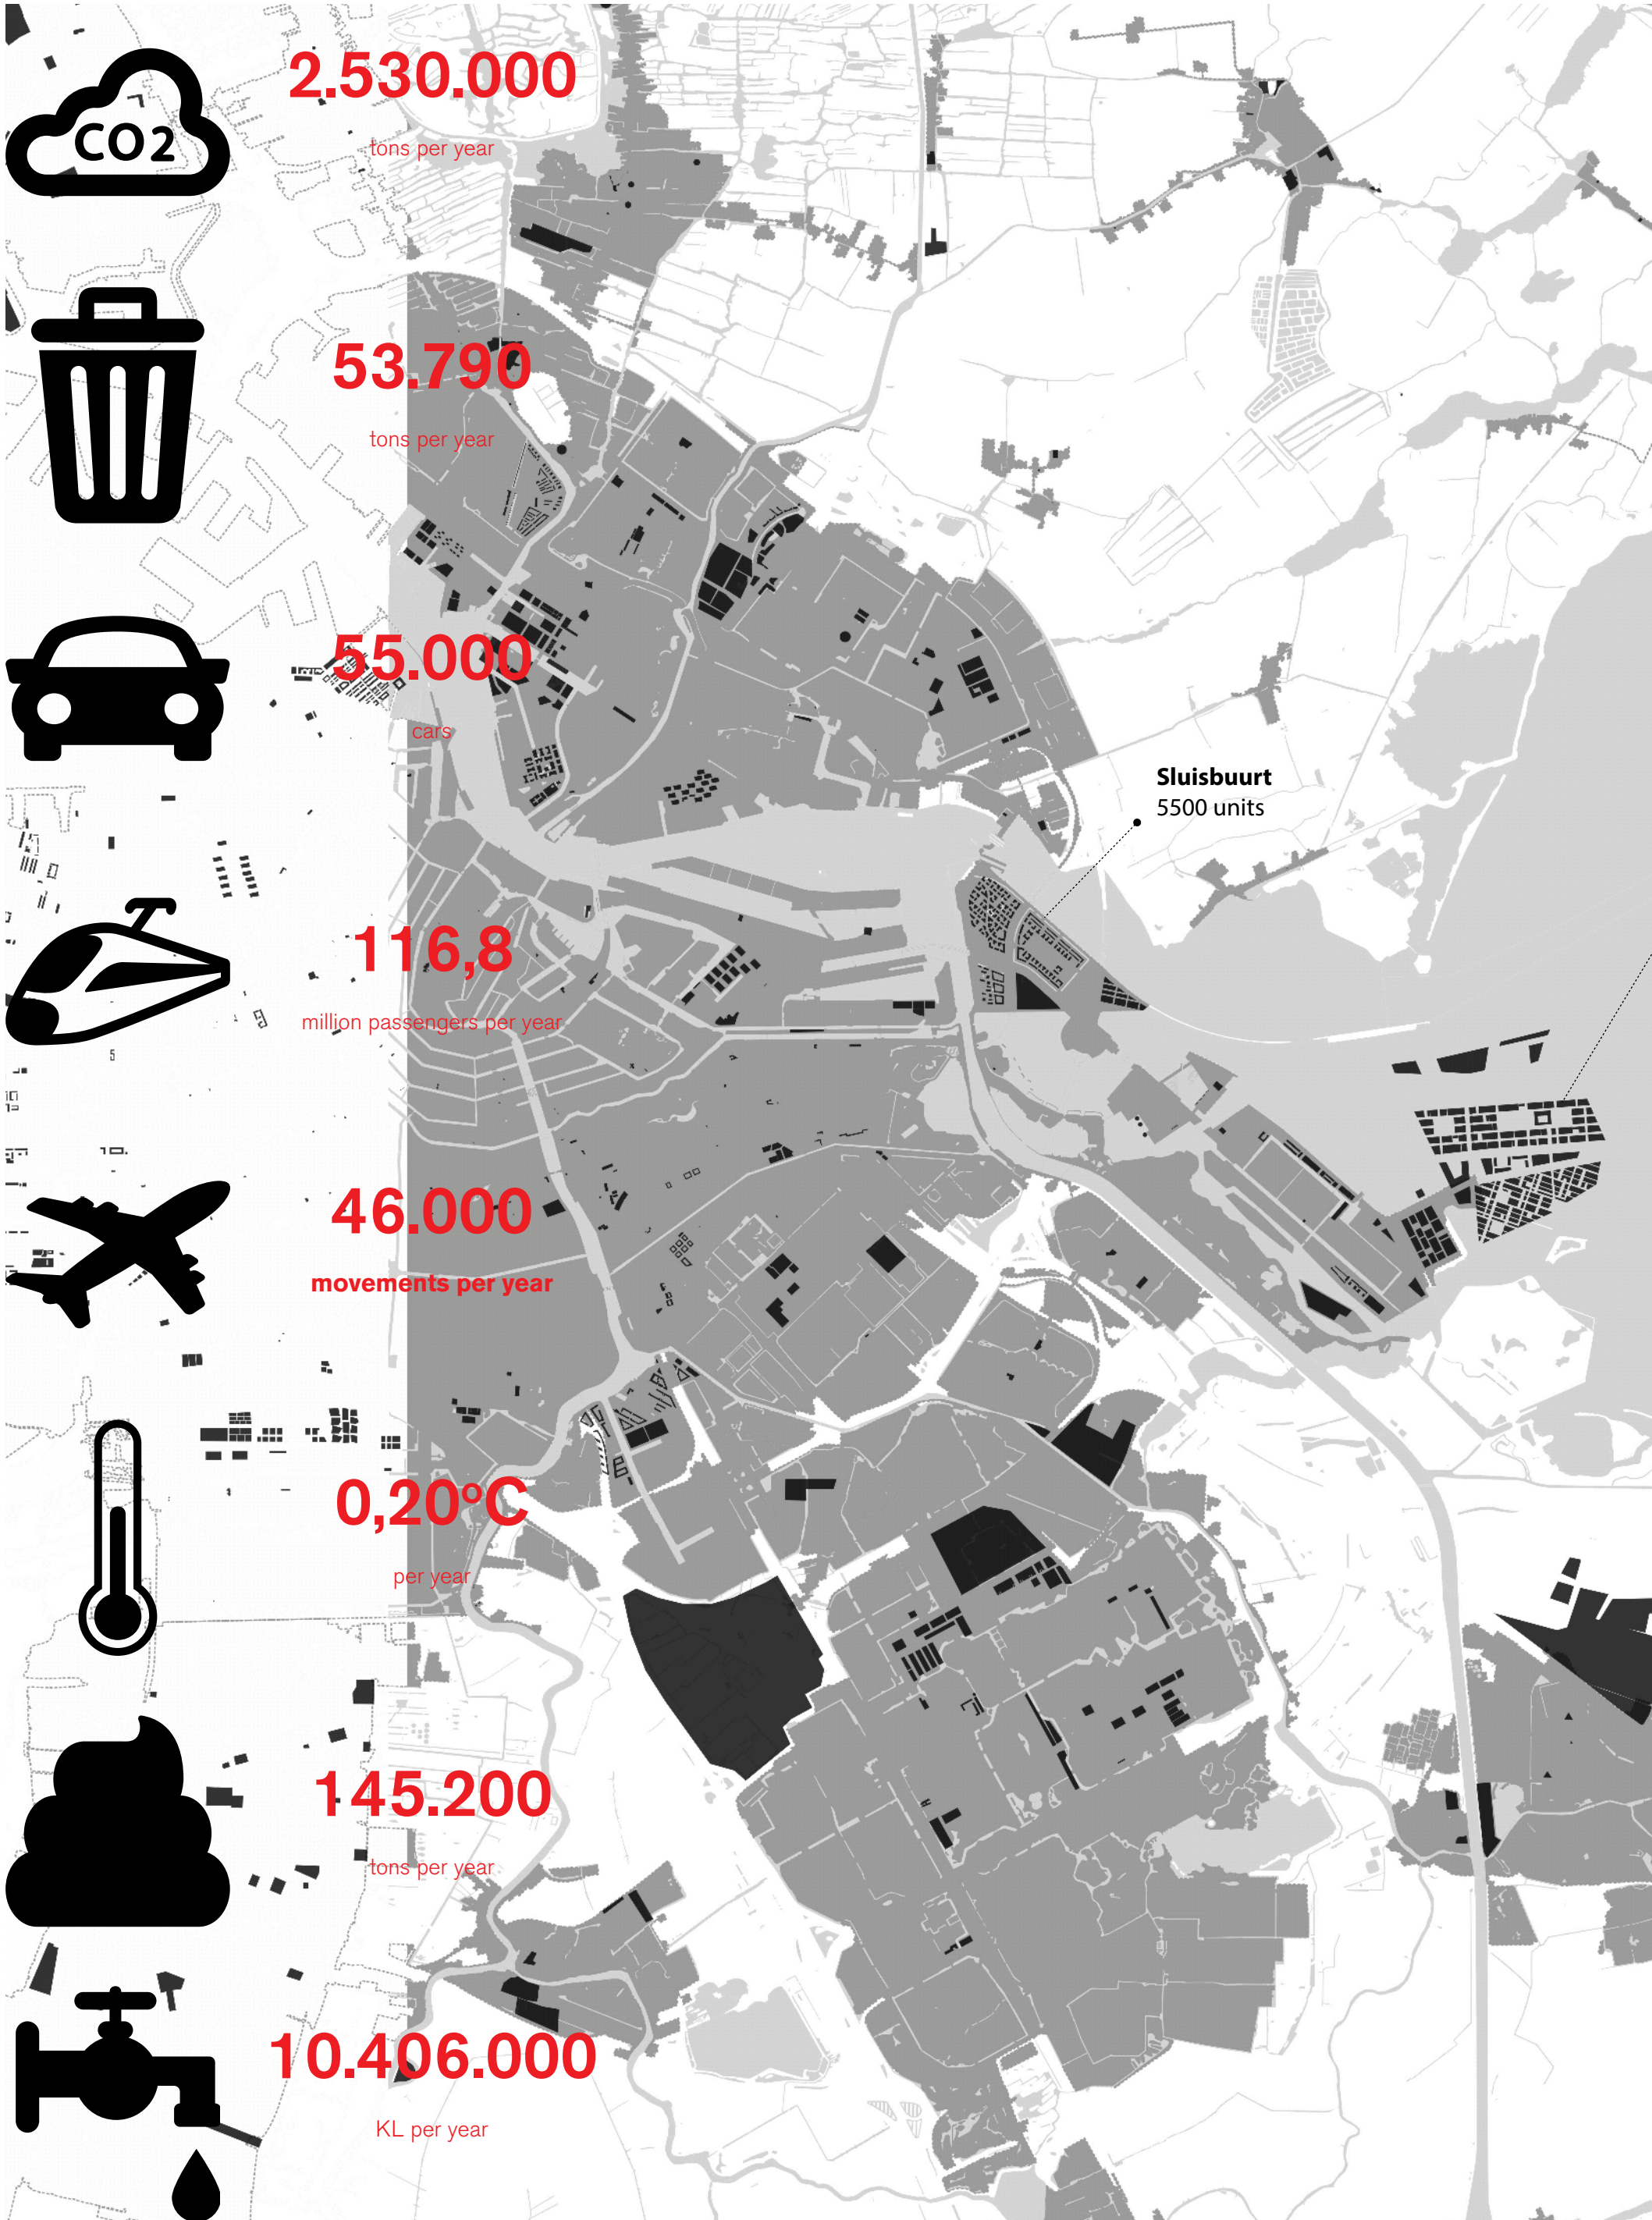 CO2
2.530.000
tons per year
53.790
tons per year
55.000
cars
Sluisbuurt
5500 units
116,8
million passengers per year
46.000
movements per year
0,20ºC
per year
145.200
tons per year
10.406.000
KL per year